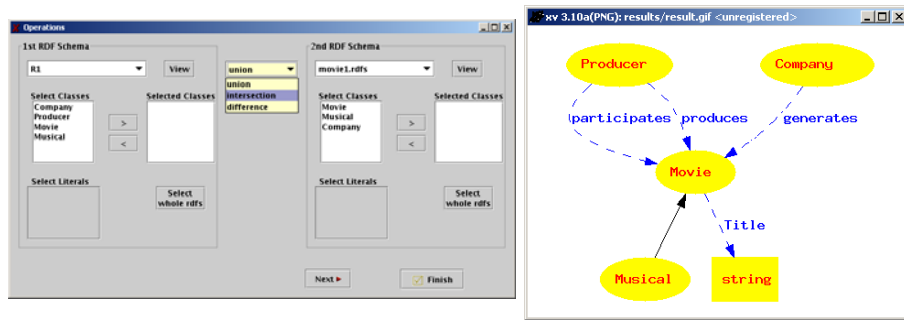 Operations
1st RDF Schema
R1
View
Select Classes
Company
Producer
Movie
Musical
>
<
Selected Classes
Select Literals
Select
whole rdfs
union
union
intersection
difference
2nd RDF Schema
movie1.rdfs
View
Select Classes
Movie
Musical
Company
>
<
Selected Classes
Select Literals
Select
whole rdfs
Next
Finish
xv 3.10a(PNG): results/result.gif <unregistered>
Producer
Company
participates
produces
generates
Movie
Title
Musical
string